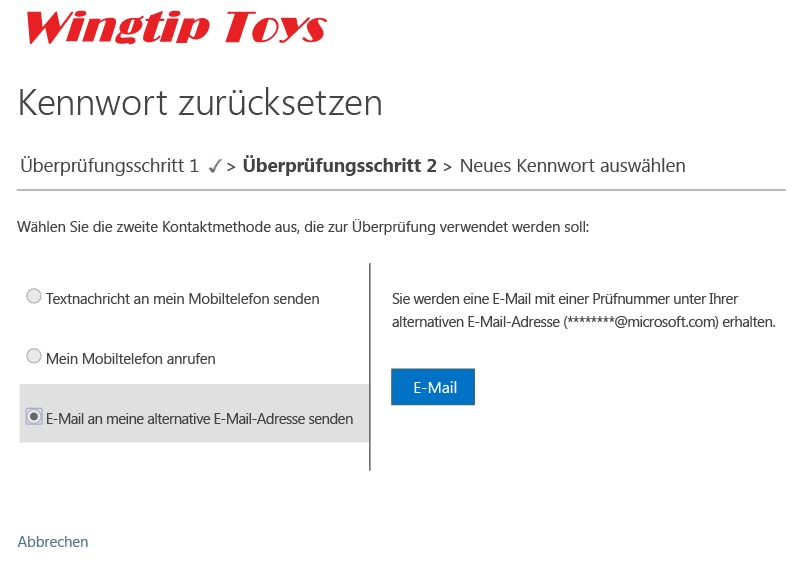 Wingtip Toys
Kennwort zurücksetzen
Überprüfungsschritt 1 ✓ > Überprüfungsschritt 2 > Neues Kennwort auswählen
Wählen Sie die zweite Kontaktmethode aus, die zur Überprüfung verwendet werden soll:
Textnachricht an mein Mobiltelefon senden
Mein Mobiltelefon anrufen
E-Mail an meine alternative E-Mail-Adresse senden
Sie werden eine E-Mail mit einer Prüfnummer unter Ihrer
alternativen E-Mail-Adresse (********@microsoft.com) erhalten.
E-Mail
Abbrechen